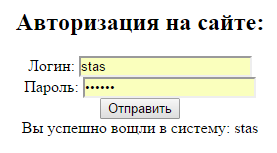 Авторизация на сайте:
Логин: stas
Пароль: ••••••
Отправить
Вы успешно вошли в систему: stas